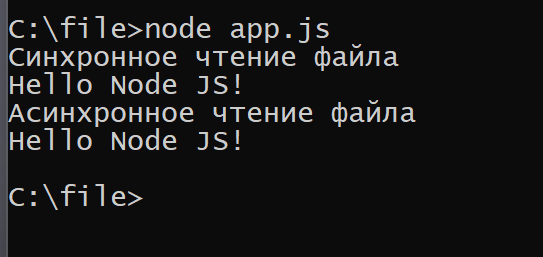 C:\file>node app.js
Синхронное чтение файла
Hello Node JS!
Асинхронное чтение файла
Hello Node JS!
C:\file>